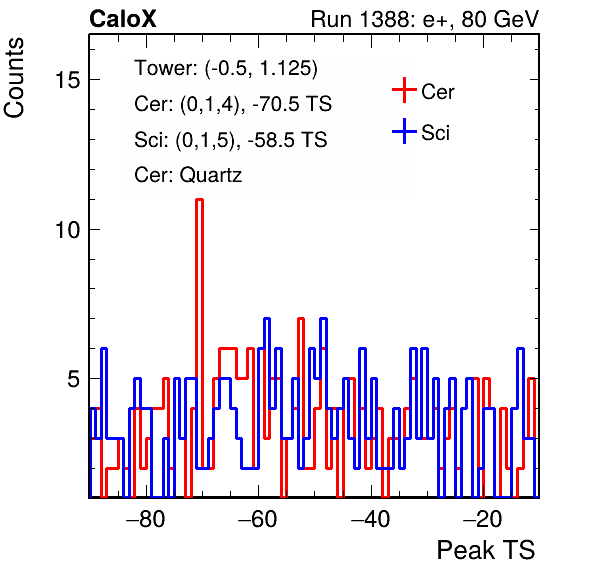 CaloX Run 1388: e+, 80 GeV
Counts
15
10
5
Tower: (-0.5, 1.125)
Cer: (0,1,4), -70.5 TS
Sci: (0,1,5), -58.5 TS
Cer: Quartz
Cer
Sci
−80 −60 −40 −20
Peak TS